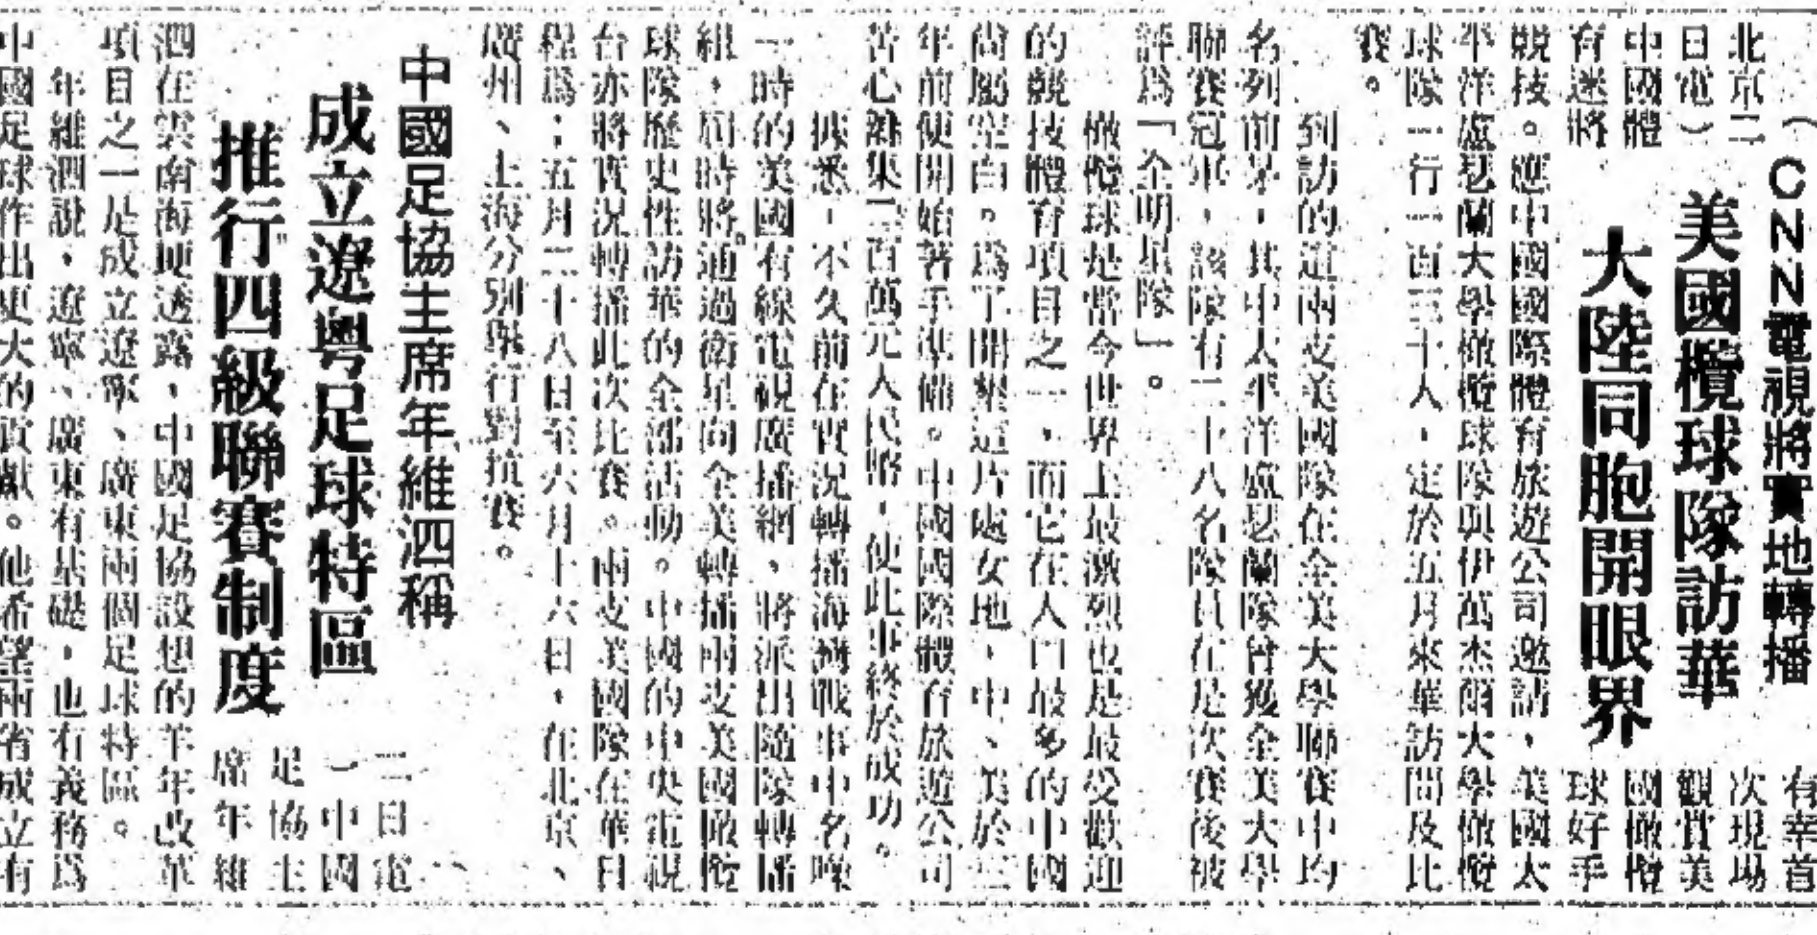 CNN電視將實地轉播
美國欖球隊訪華
大陸同胞開眼界
（
北京二
日電）
中國體
育迷將
有幸首
次現場
觀賞美
國橄欖
球好手
競技。應中國國際體育旅遊公司邀請，美國太
平洋盧瑟蘭大學橄欖球隊與伊萬杰爾大學橄欖
球隊一行一百三十人，定於五月來華訪問及比
賽。
到訪的這兩支美國隊在全美大學聯賽中均
名列前茅，其中太平洋盧瑟蘭隊曾獲全美大學
聯賽冠軍，該隊有二十八名隊員在是次賽後被
評爲「全明星隊」。
橄欖球是當今世界上最激烈也是最受歡迎
的競技體育項目之一，而它在人口最多的中國
尚屬空白。爲了開墾這片處女地，中、美於三
年前便開始著手準備。中國國際體育旅遊公司
苦心籌集二百萬元人民幣，使此事終於成功。
據悉，不久前在實況轉播海灣戰事中名噪
一時的美國有線電視廣播網，將派出隨隊轉播
組，屆時將通過衛星向全美轉播兩支美國橄欖
球隊歷史性訪華的全部活動。中國的中央電視
台亦將實況轉播此次比賽。兩支美國隊在華日
程爲：五月二十八日至六月十六日，在北京、
廣州、上海分別舉行對抗賽。
中國足協主席年維泗稱
成立遼粵足球特區
推行四級聯賽制度
二日電
）中國
足協主
席年維
泗在雲南海埂透露，中國足協設想的羊年改革
項目之一是成立遼寧、廣東兩個足球特區。
年維泗說，遼寧、廣東有基礎，也有義務爲
中國足球作出更大的貢獻。他希望兩省成立有